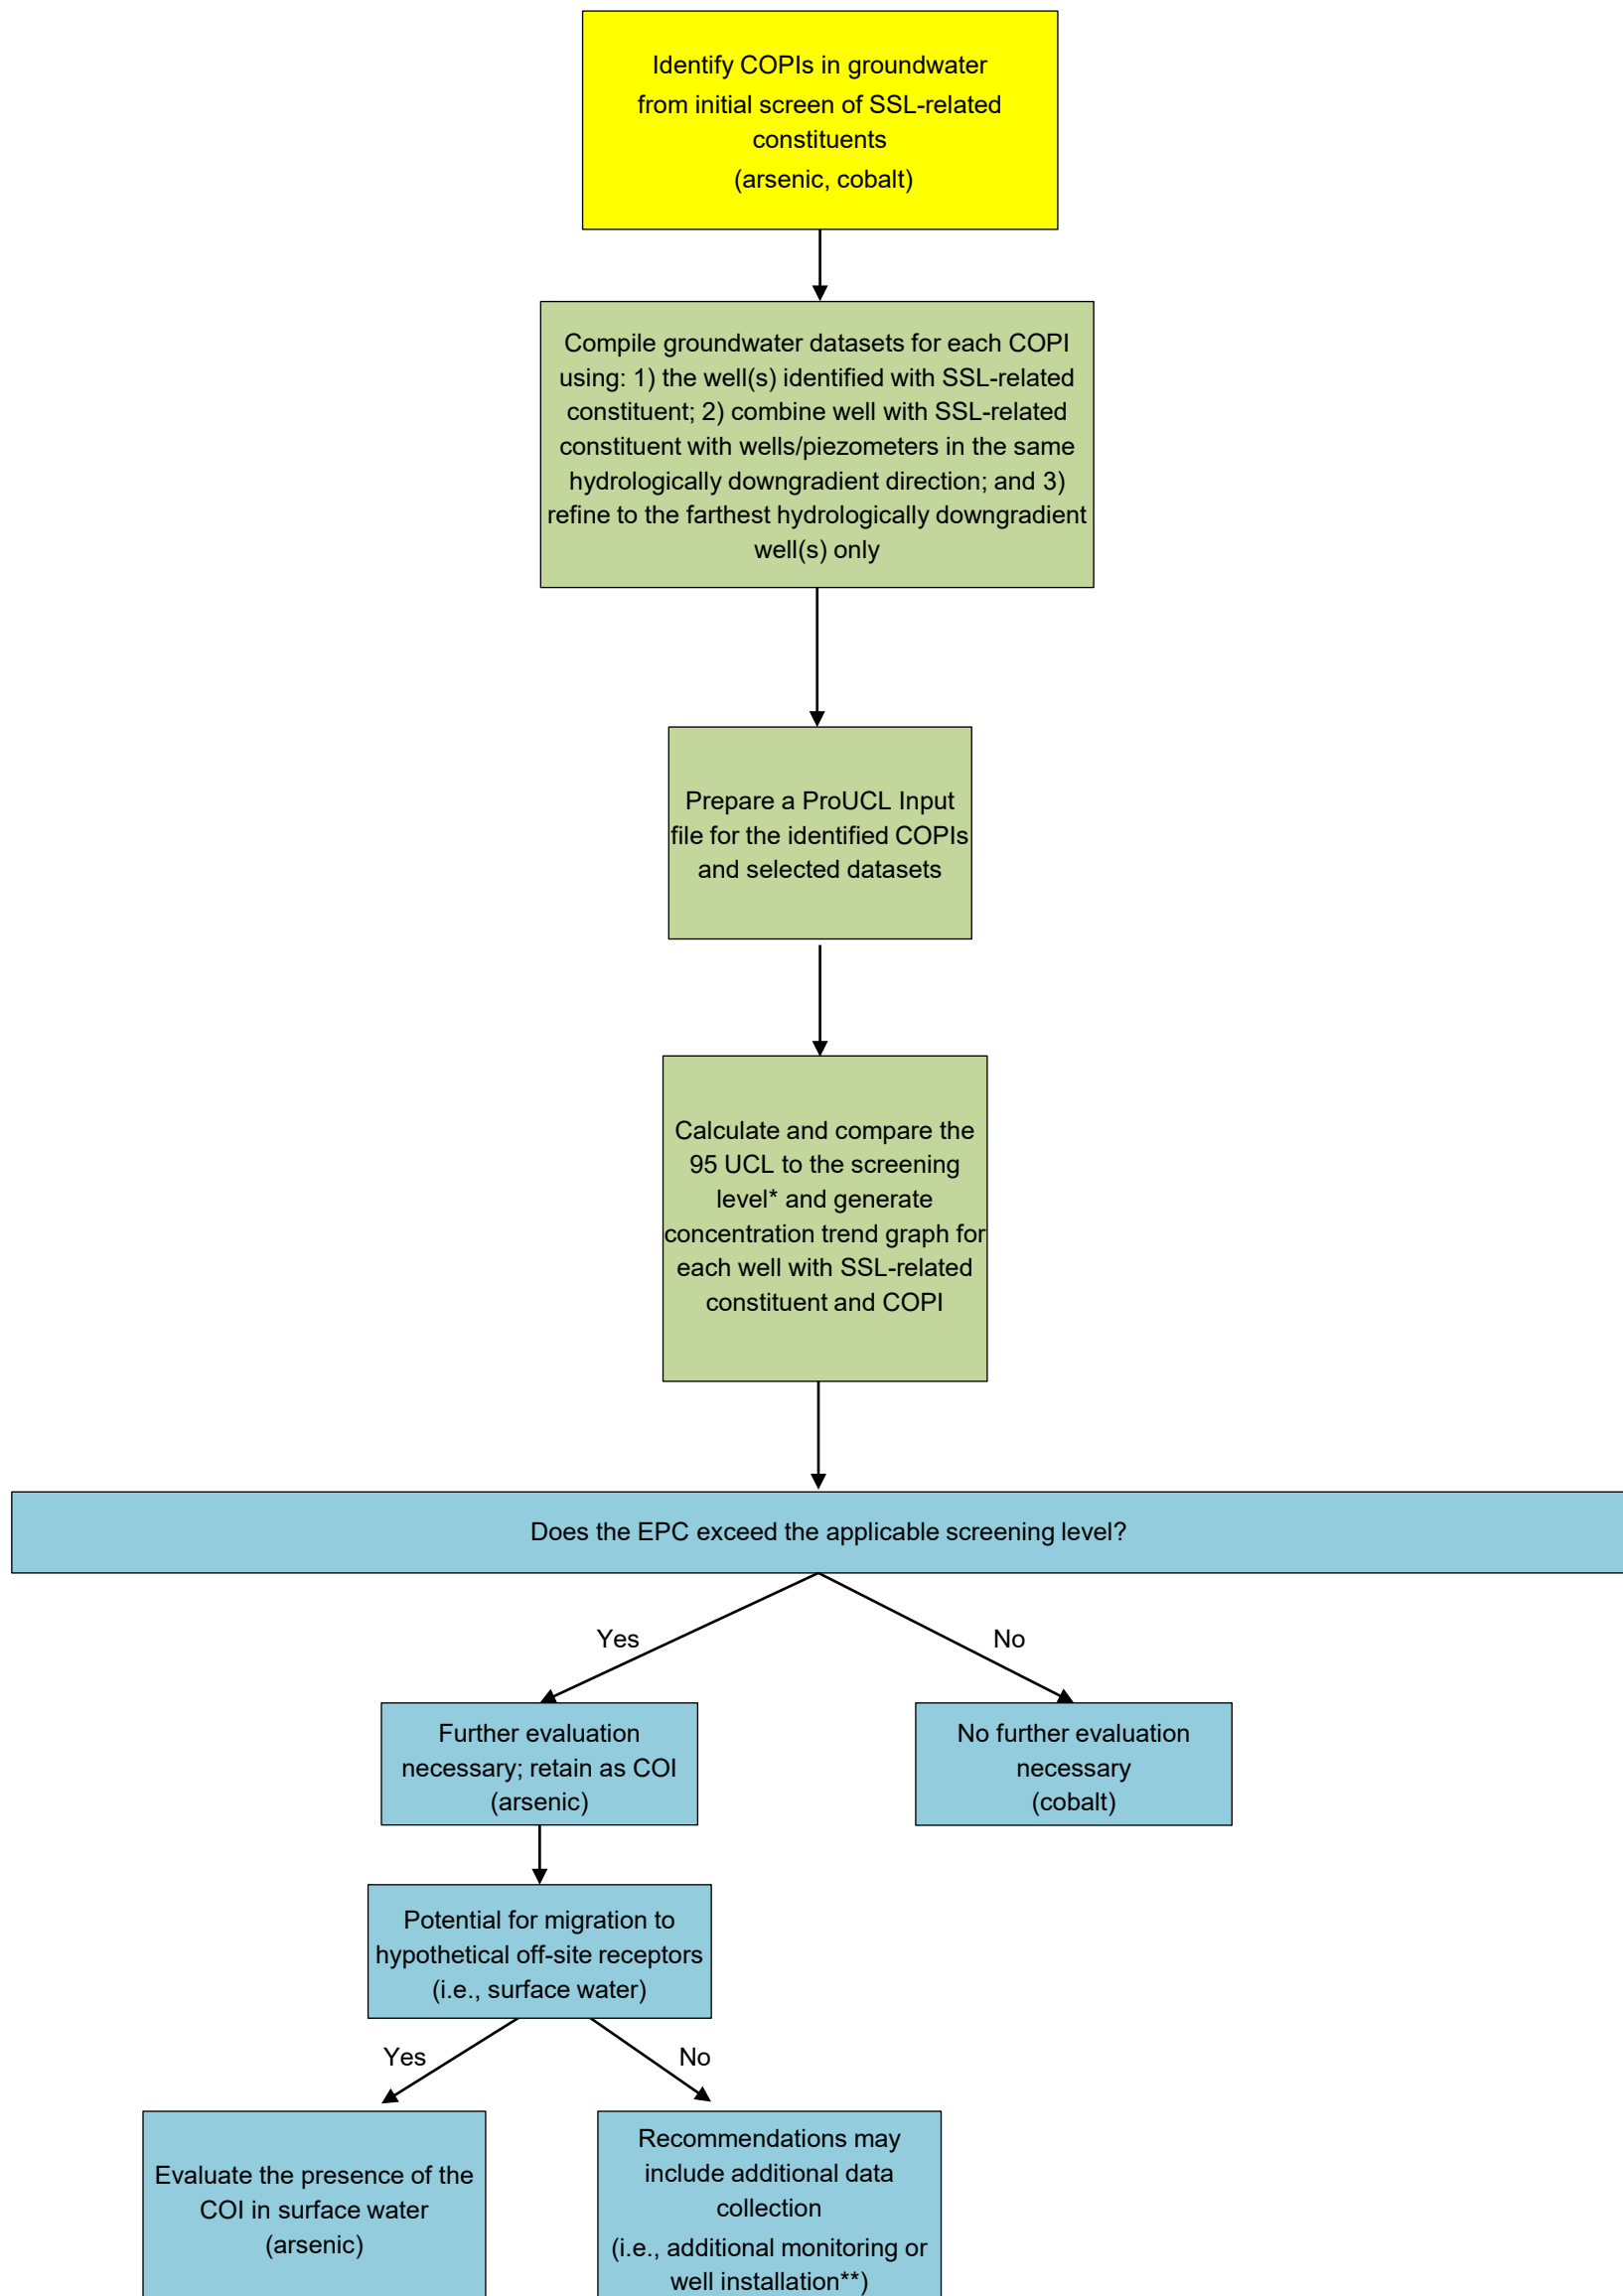 Identify COPIs in groundwater
from initial screen of SSL-related
constituents
(arsenic, cobalt)
Compile groundwater datasets for each COPI
using: 1) the well(s) identified with SSL-related
constituent; 2) combine well with SSL-related
constituent with wells/piezometers in the same
hydrologically downgradient direction; and 3)
refine to the farthest hydrologically downgradient
well(s) only
Prepare a ProUCL Input
file for the identified COPIs
and selected datasets
Calculate and compare the
95 UCL to the screening
level* and generate
concentration trend graph for
each well with SSL-related
constituent and COPI
Does the EPC exceed the applicable screening level?
Yes
No
Further evaluation
necessary; retain as COI
(arsenic)
No further evaluation
necessary
(cobalt)
Potential for migration to
hypothetical off-site receptors
(i.e., surface water)
Yes
No
Evaluate the presence of the
COI in surface water
(arsenic)
Recommendations may
include additional data
collection
(i.e., additional monitoring or
well installation**)